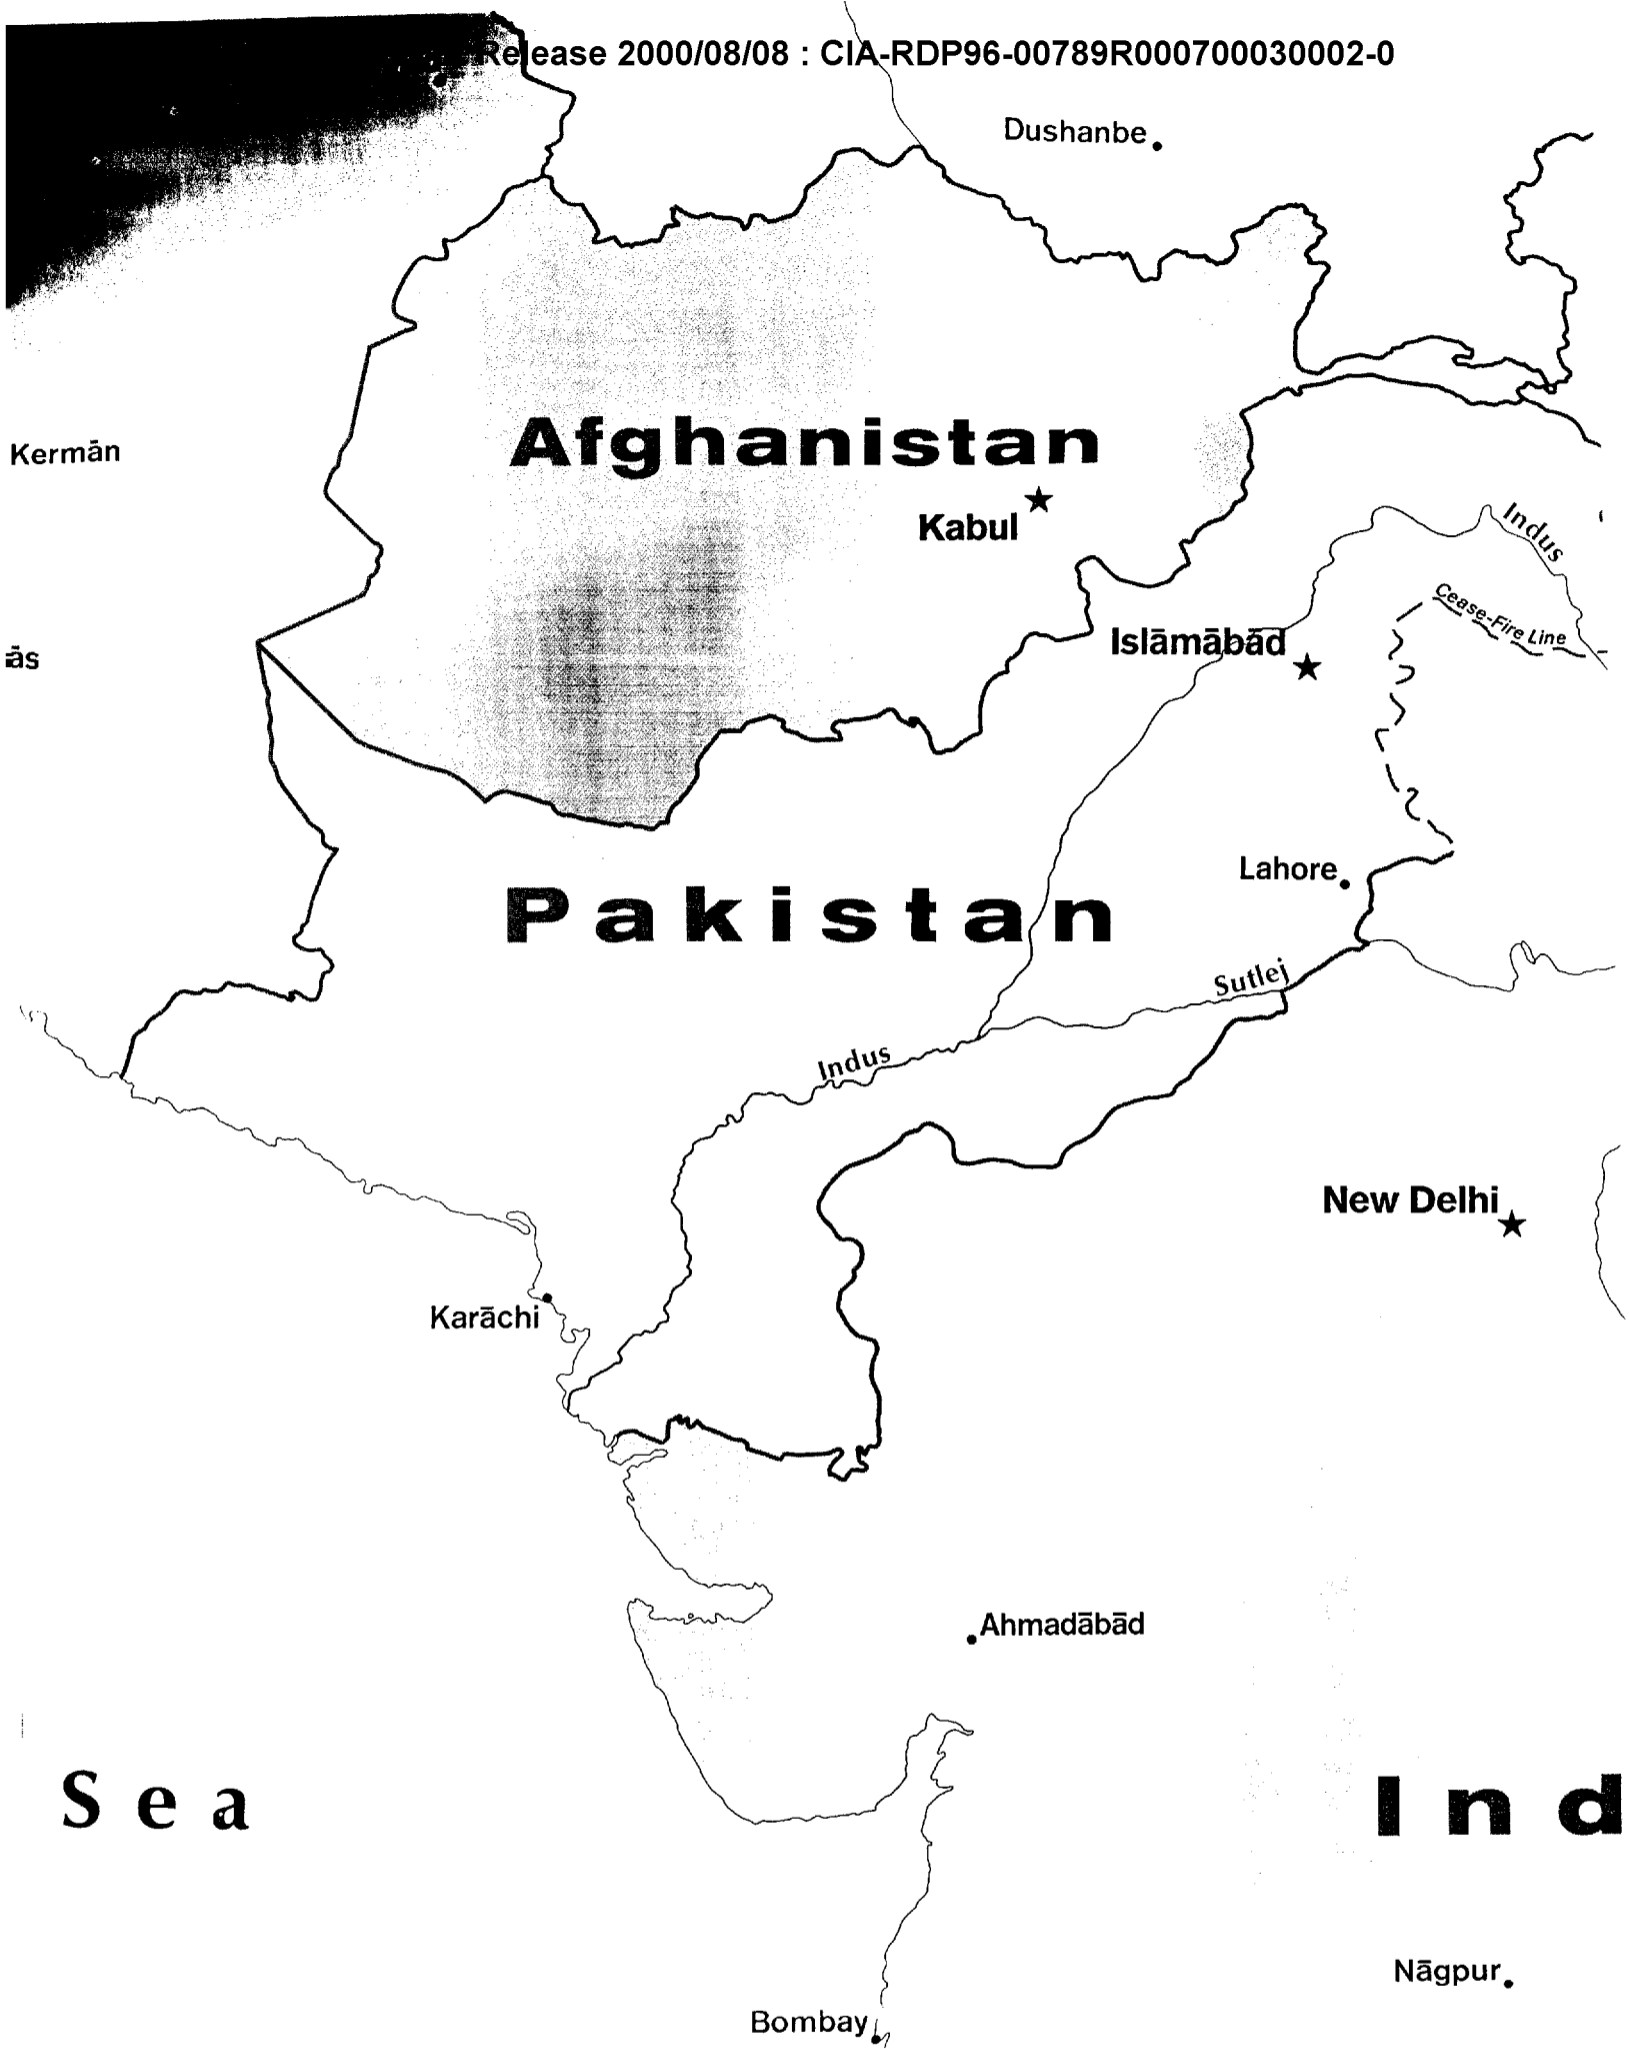 Release 2000/08/08 : CIA-RDP96-00789R000700030002-0
Dushanbe
Afghanistan
Kermān
Kabul
Indus
Cease-Fire Line
Islāmābād
ās
Lahore
Pakistan
Sutlej
Indus
New Delhi
Karāchi
Ahmadābād
Sea
Ind
Nāgpur
Bombay